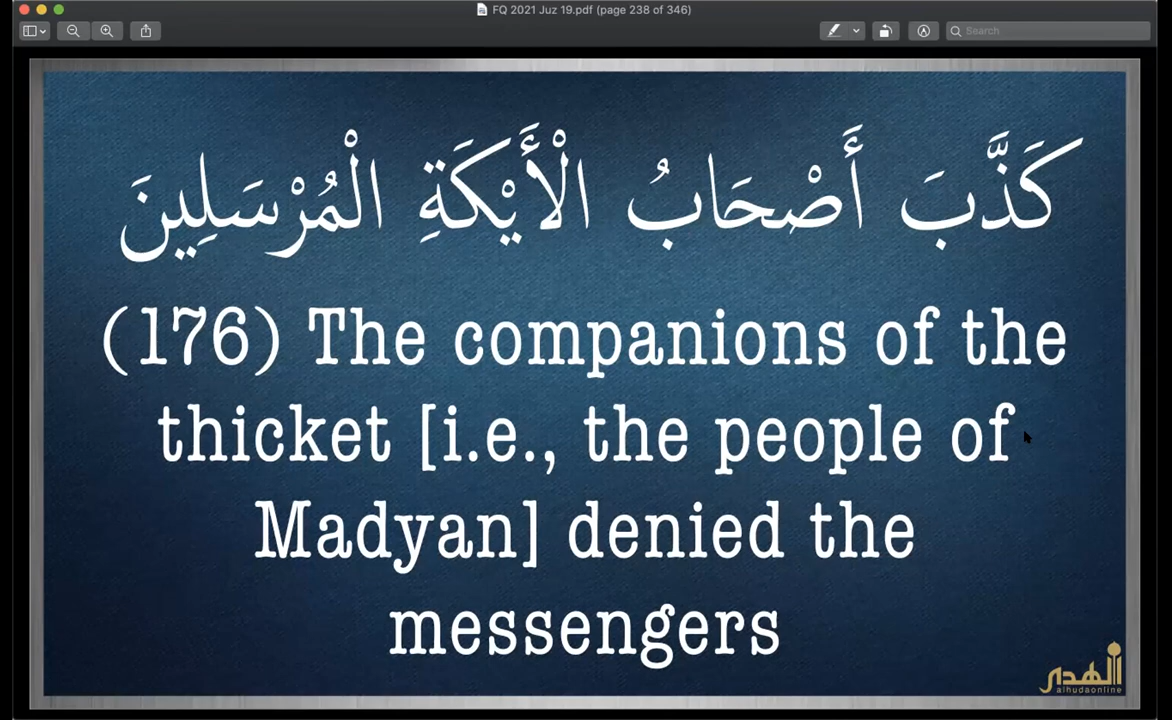 FQ 2021 Juz 19.pdf (page 238 of 346)
Search
كَذَّبَ أَصْحَابُ الْأَيْكَةِ الْمُرْسَلِينَ
(176) The companions of the
thicket [i.e., the people of
Madyan] denied the
messengers
الهدى
alhudaonline